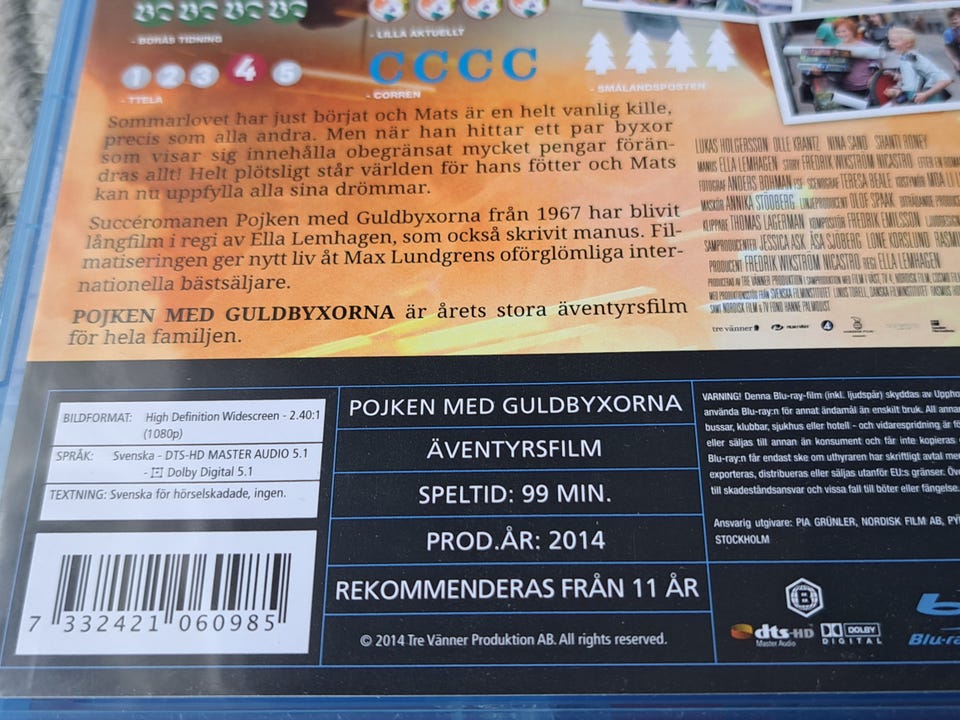 - BORÅS TIDNING
- LILLA AKTUELLT
1 2 3 4 5
- TTELA
CCCC
- CORREN
- SMÅLANDSPOSTEN
Sommarlovet har just börjat och Mats är en helt vanlig kille,
precis som alla andra. Men när han hittar ett par byxor
som visar sig innehålla obegränsat mycket pengar förän-
dras allt! Helt plötsligt står världen för hans fötter och Mats
kan nu uppfylla alla sina drömmar.
Succéromanen Pojken med Guldbyxorna från 1967 har blivit
långfilm i regi av Ella Lemhagen, som också skrivit manus. Fil-
matiseringen ger nytt liv åt Max Lundgrens oförglömliga inter-
nationella bästsäljare.
POJKEN MED GULDBYXORNA är årets stora äventyrsfilm
för hela familjen.
LUKAS HOLGERSSON OLLE KRANTZ NINA SAND SHANTI RONEY
MANUS ELLA LEMHAGEN STORY FREDRIK WIKSTRÖM NICASTRO
FOTOGRAF ANDERS BOHMAN FSF SCENOGRAF TERESA BEALE KOSTYMÖR
MASKÖR ANNIKA STÖDBERG LINJEPRODUCENT OLOF SPAAK
KLIPPARE THOMAS LAGERMAN KOMPOSITÖR FREDRIK EMILSSON
SAMPRODUCENTER JESSICA ASK ÅSA SJÖBERG LONE KORSLUND
PRODUCENT FREDRIK WIKSTRÖM NICASTRO REGI ELLA LEMHAGEN
tre vänner
BILDFORMAT: High Definition Widescreen - 2.40:1
(1080p)
SPRÅK: Svenska - DTS-HD MASTER AUDIO 5.1
- Dolby Digital 5.1
TEXTNING: Svenska för hörselskadade, ingen.
7 332421 060985
POJKEN MED GULDBYXORNA
ÄVENTYRSFILM
SPELTID: 99 MIN.
PROD.ÅR: 2014
REKOMMENDERAS FRÅN 11 ÅR
© 2014 Tre Vänner Produktion AB. All rights reserved.
VARNING! Denna Blu-ray-film (inkl. ljudspår) skyddas av Uppho
använda Blu-ray:n för annat ändamål än enskilt bruk. All annan
bussar, klubbar, sjukhus eller hotell - och vidarespridning är fö
eller säljas till annan än konsument och får inte kopieras
Blu-ray:n får endast ske om uthyraren har skriftligt avtal med
exporteras, distribueras eller säljas utanför EU:s gränser. Öv
till skadeståndsansvar och vissa fall till böter eller fängelse.
Ansvarig utgivare: PIA GRÜNLER, NORDISK FILM AB,
STOCKHOLM
B
dts-HD
Master Audio
DOLBY
DIGITAL
Blu-ra